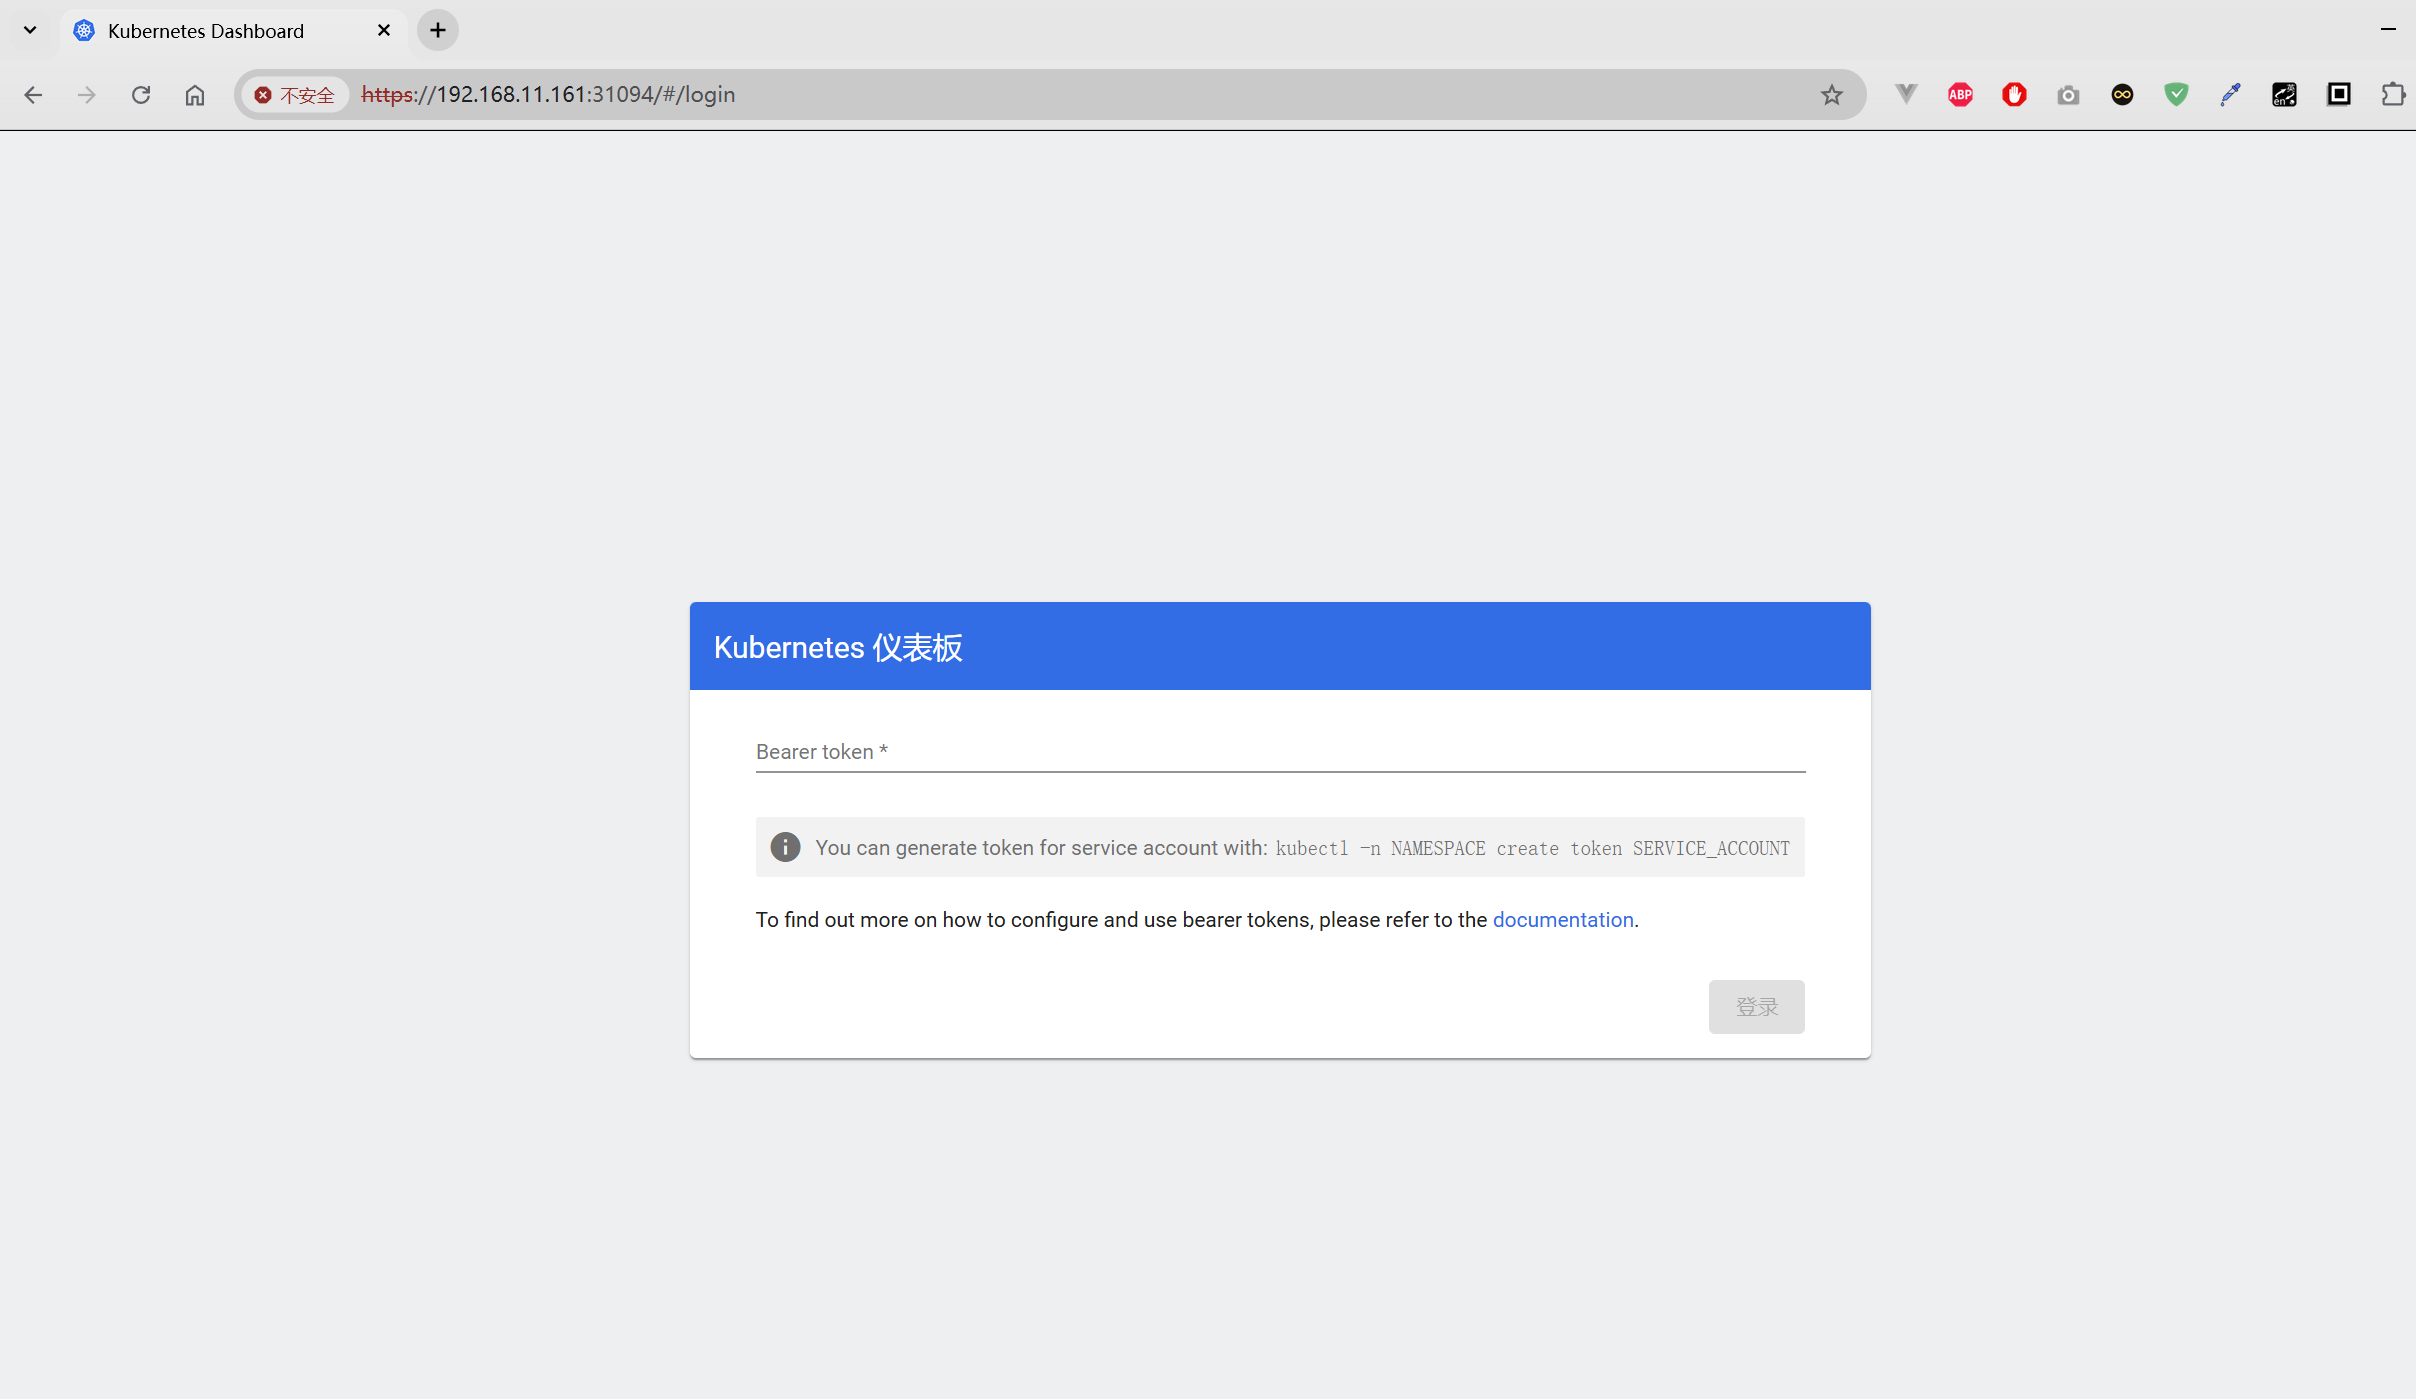 Kubernetes Dashboard
不安全 https://192.168.11.161:31094/#/login
ABP
英
en
Kubernetes 仪表板
Bearer token *
You can generate token for service account with: kubectl -n NAMESPACE create token SERVICE_ACCOUNT
To find out more on how to configure and use bearer tokens, please refer to the documentation.
登录